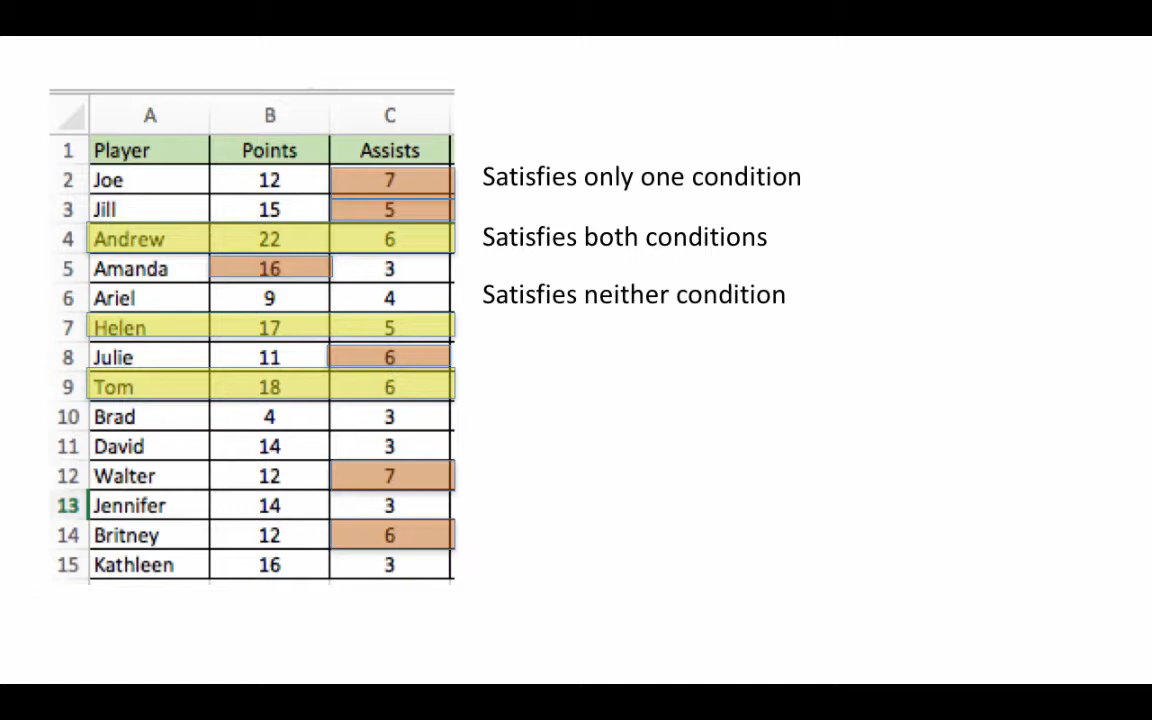 A B C
1 Player Points Assists
2 Joe 12 7 Satisfies only one condition
3 Jill 15 5
4 Andrew 22 6 Satisfies both conditions
5 Amanda 16 3
6 Ariel 9 4 Satisfies neither condition
7 Helen 17 5
8 Julie 11 6
9 Tom 18 6
10 Brad 4 3
11 David 14 3
12 Walter 12 7
13 Jennifer 14 3
14 Britney 12 6
15 Kathleen 16 3